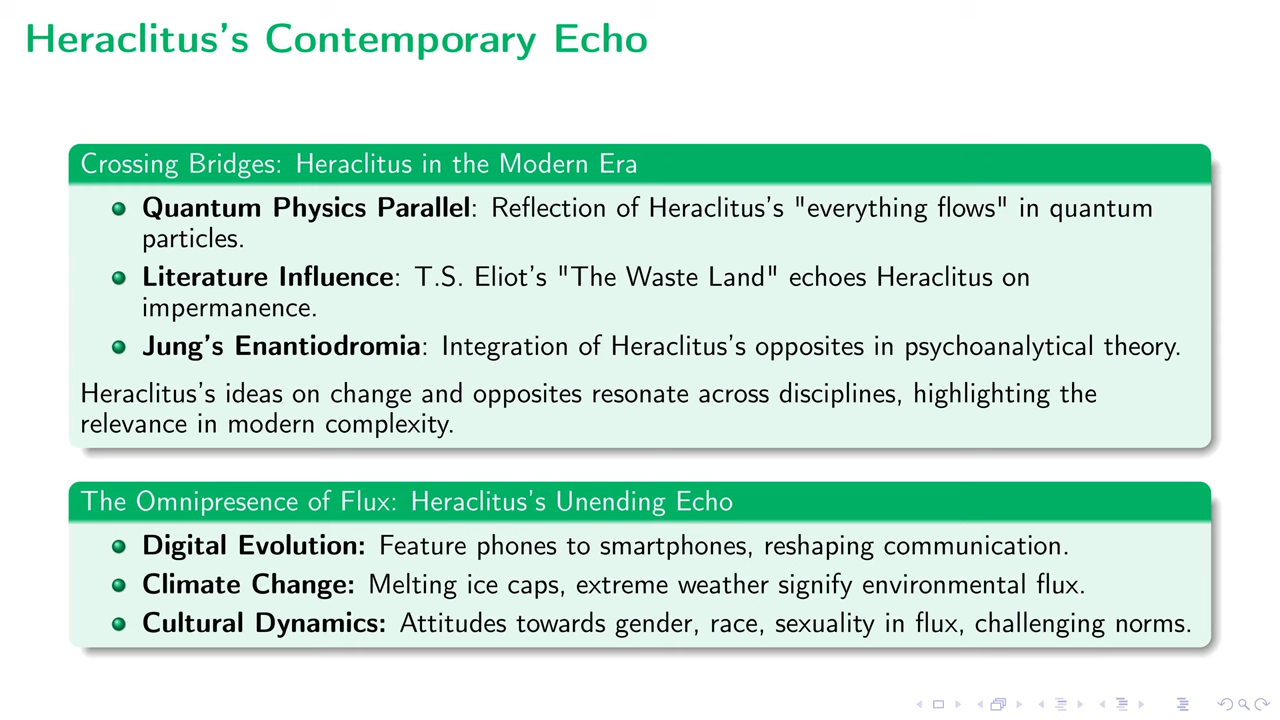 Heraclitus's Contemporary Echo
Crossing Bridges: Heraclitus in the Modern Era
Quantum Physics Parallel: Reflection of Heraclitus's "everything flows" in quantum
particles.
Literature Influence: T.S. Eliot's "The Waste Land" echoes Heraclitus on
impermanence.
Jung's Enantiodromia: Integration of Heraclitus's opposites in psychoanalytical theory.
Heraclitus's ideas on change and opposites resonate across disciplines, highlighting the
relevance in modern complexity.
The Omnipresence of Flux: Heraclitus's Unending Echo
Digital Evolution: Feature phones to smartphones, reshaping communication.
Climate Change: Melting ice caps, extreme weather signify environmental flux.
Cultural Dynamics: Attitudes towards gender, race, sexuality in flux, challenging norms.